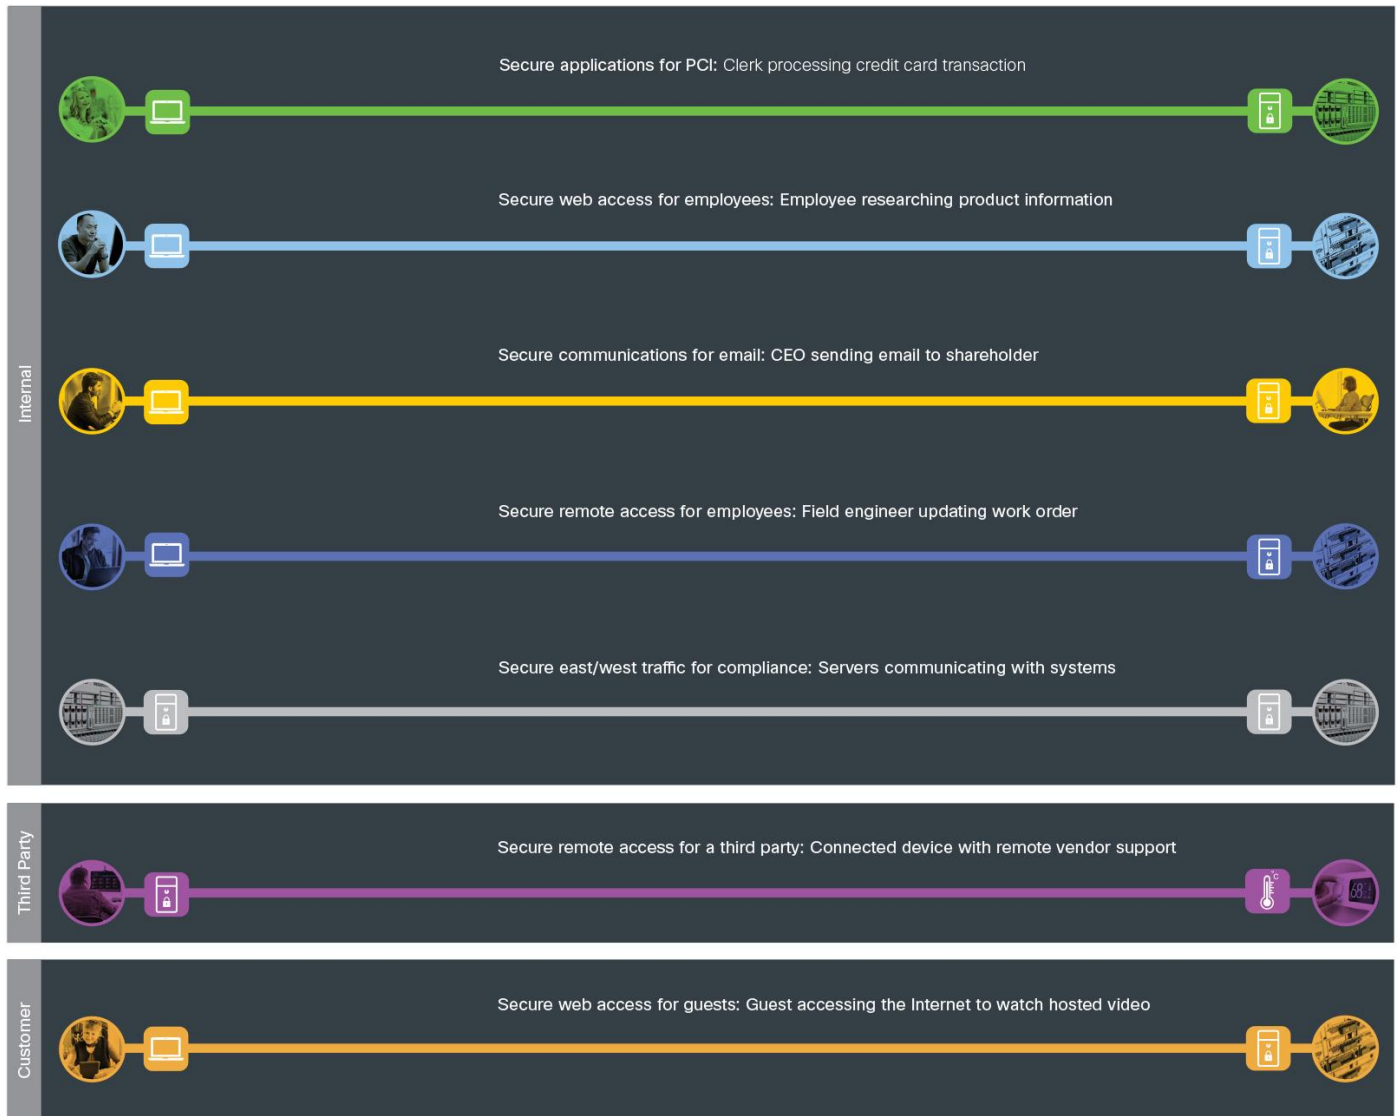 Internal
Secure applications for PCI: Clerk processing credit card transaction
Secure web access for employees: Employee researching product information
Secure communications for email: CEO sending email to shareholder
Secure remote access for employees: Field engineer updating work order
Secure east/west traffic for compliance: Servers communicating with systems
Third Party
Secure remote access for a third party: Connected device with remote vendor support
°C
68
Customer
Secure web access for guests: Guest accessing the Internet to watch hosted video